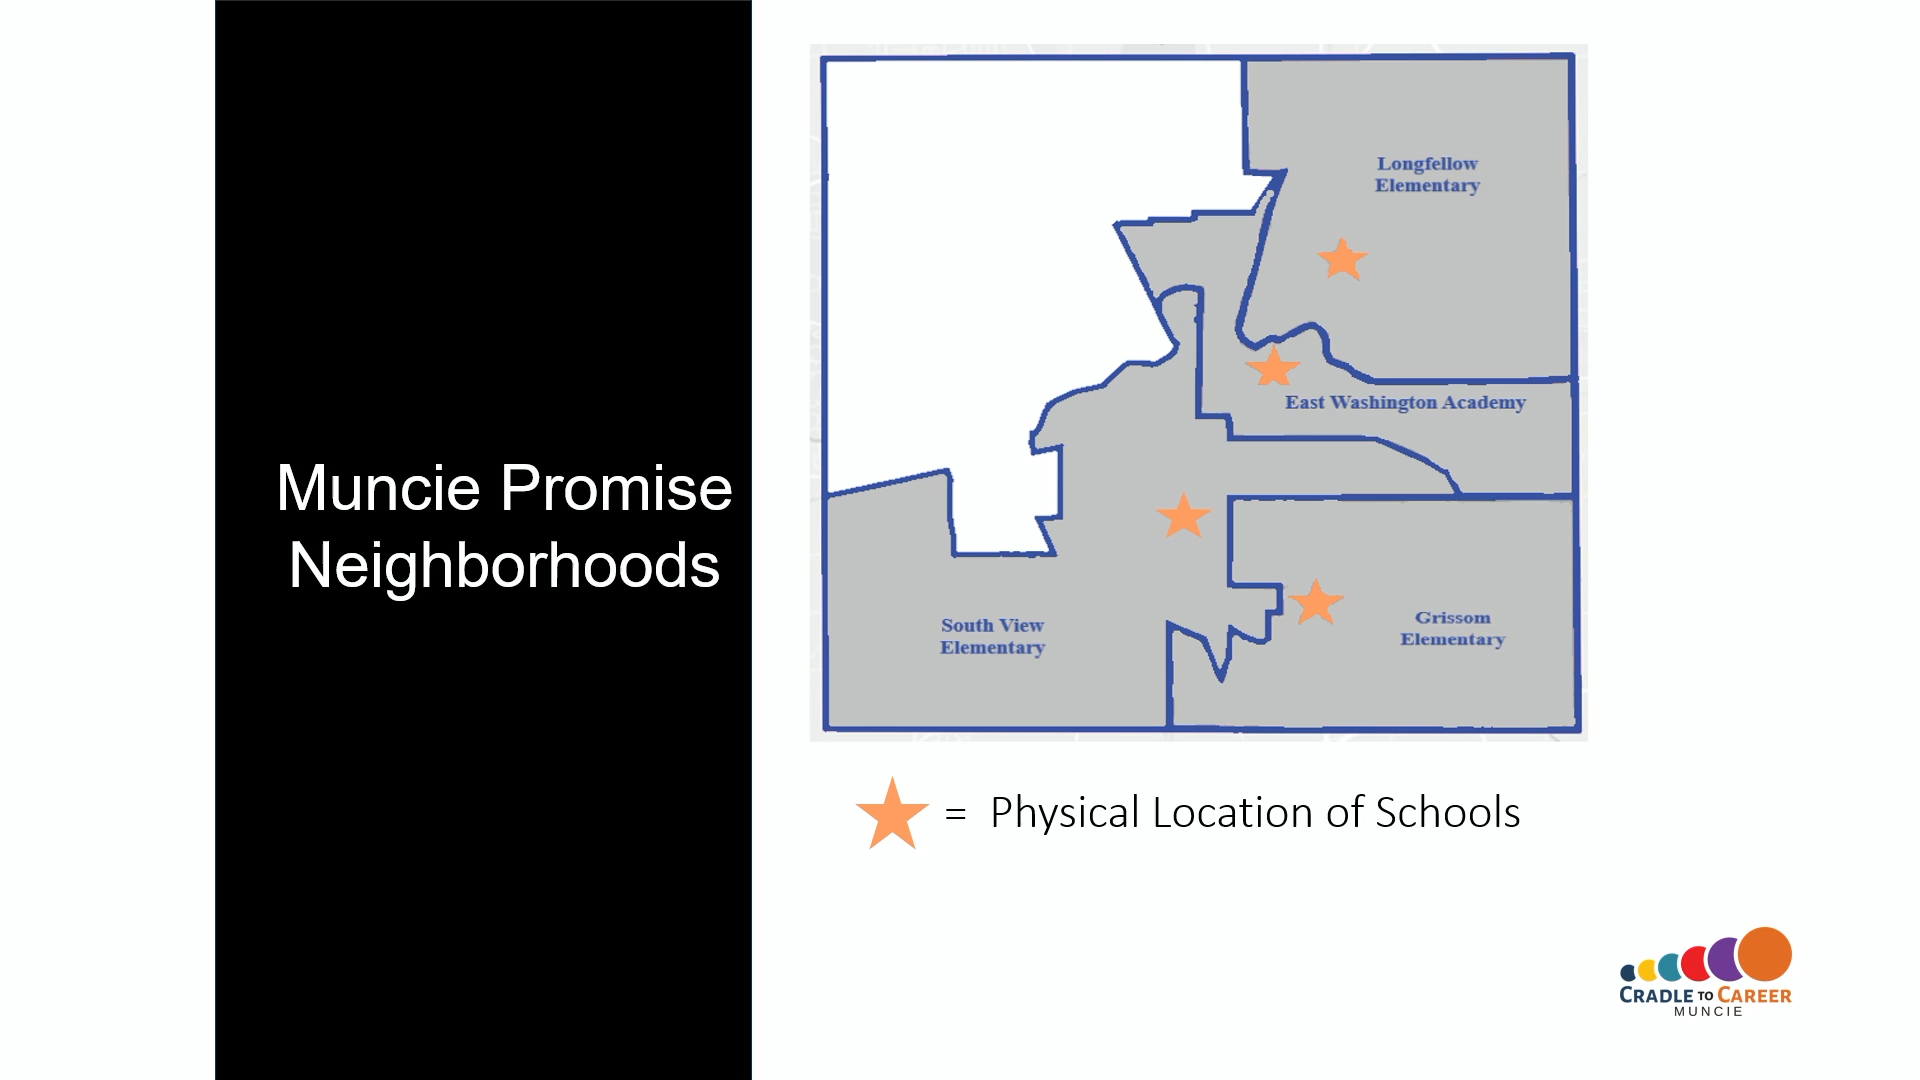 Muncie Promise
Neighborhoods
Longfellow
Elementary
East Washington Academy
South View
Elementary
Grissom
Elementary
= Physical Location of Schools
CRADLE TO CAREER
MUNCIE